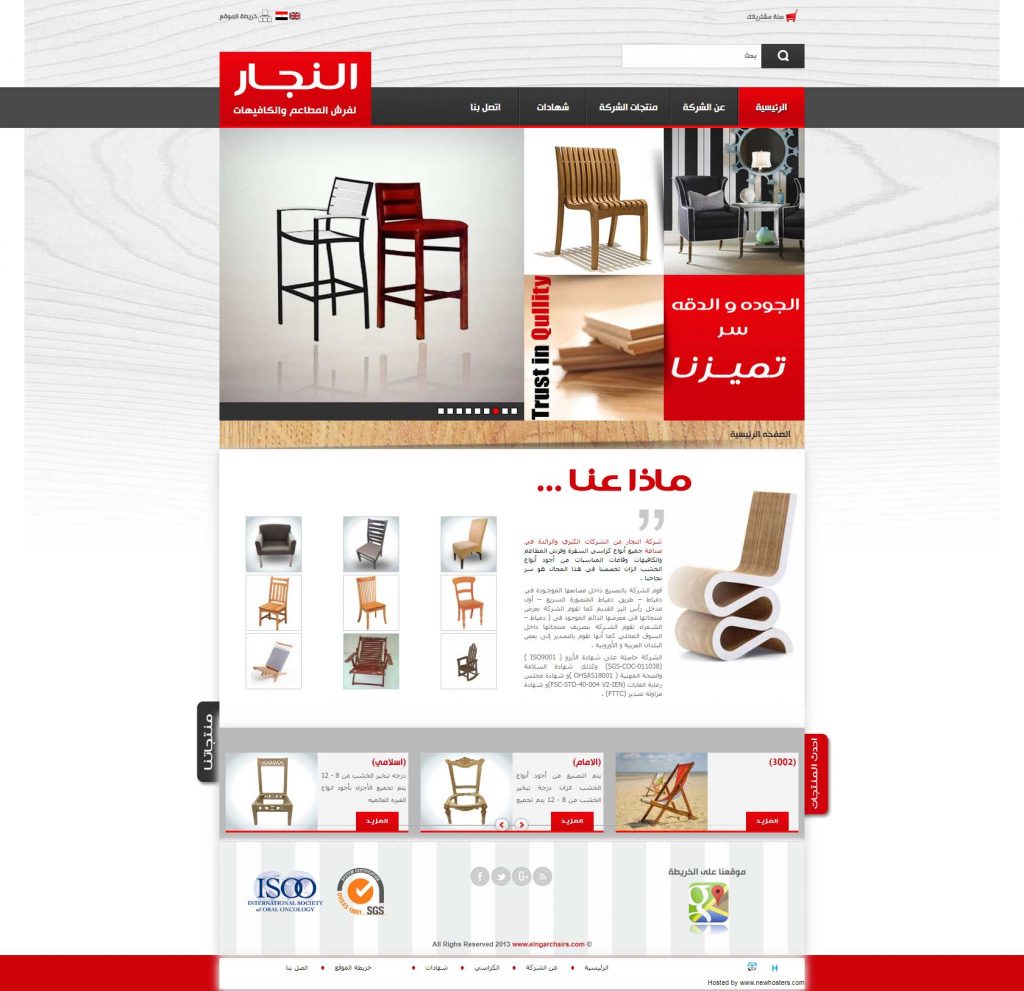 سلة مشترياتك
خريطة الموقع
بحث
النجار
لفرش المطاعم والكافيهات
الرئيسية
عن الشركة
منتجات الشركة
شهادات
اتصل بنا
الجوده و الدقه
سر
تميزنا
Trust in Qullity
الصفحه الرئيسية
ماذا عنا ...
شركة النجار من الشركات الكبري والرائدة في
صناعة جميع أنواع كراسي السفرة وفرش المطاعم
والكافيهات وقاعات المناسبات من أجود أنواع
الخشب الزان تخصصنا في هذا المجال هو سر
نجاحنا .
قوم الشركة بالتصنيع داخل مصانعها الموجودة في
دمياط – طريق دمياط المنصورة السريع – أول
مدخل رأس البر القديم كما تقوم الشركة بعرض
منتجاتها في معرضها الدائم الموجود في ( دمياط –
الشعراء تقوم الشركة بتصريف منتجاتها داخل
السوق المحلي كما أنها تقوم بالتصدير إلى بعض
البلدان العربية و الأوروبية .
الشركة حاصلة على شهادة الأيزو ( ISO9001 )
(SGS-COC-011038) وكذلك شهادة السلامة
والصحة المهنية ( OHSAS18001 )و شهادة مجلس
رعاية الغابات (FSC-STD-40-004 V2-IEN)و شهادة
مزاولة تصدير (FTTC) .
منتجاتنا
احدث المنتجات
(3002)
المزيد
(الامام)
يتم التصنيع من أجود أنواع
الخشب الزان درجة تبخير
الخشب من 8 - 12 يتم تجميع
المزيد
(اسلامي)
درجه تبخير الخشب من 8 - 12
يتم تجميع الأجزاء بأجود انواع
الغيره العالميه
المزيد
موقعنا على الخريطة
ISOO
INTERNATIONAL SOCIETY
of ORAL ONCOLOGY
SYSTEM CERTIFICATION
OHSAS 18001
SGS
All Righs Reserved 2013 www.elngarchairs.com ©
الرئيسية
عن الشركة
الكراسي
شهادات
خريطة الموقع
اتصل بنا
Hosted by www.newhosters.com